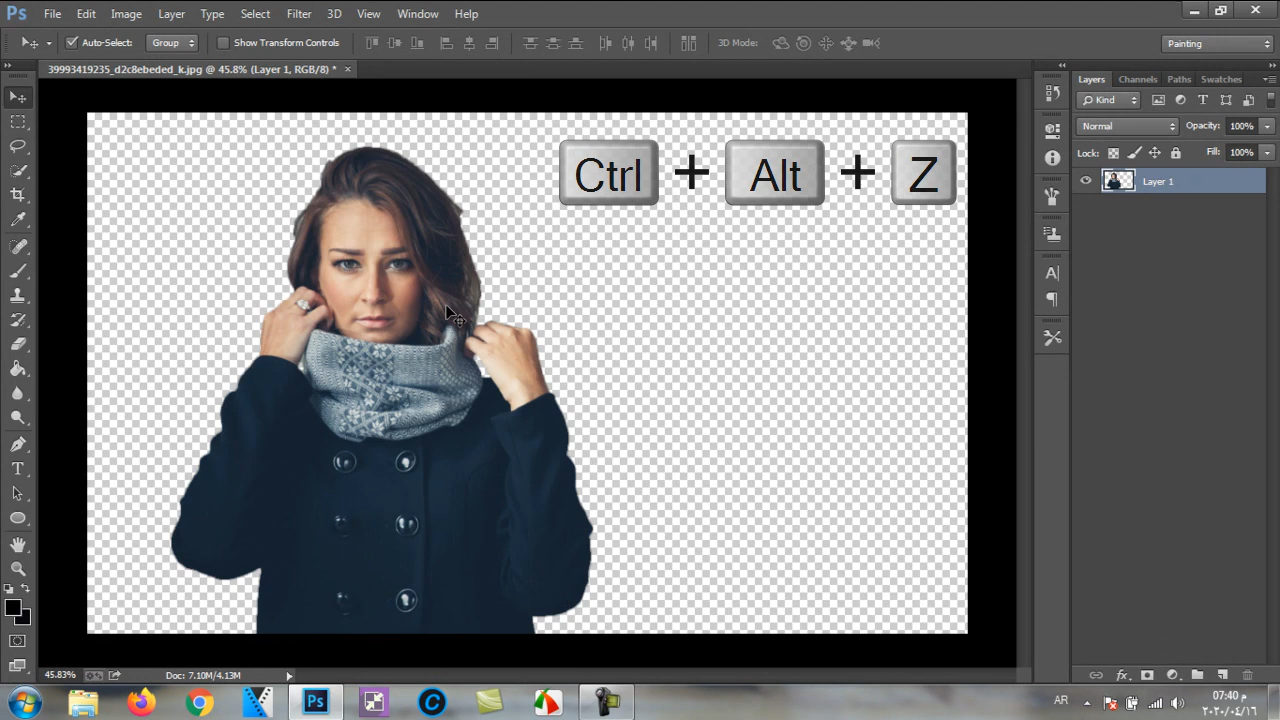 Ps File Edit Image Layer Type Select Filter 3D View Window Help
Auto-Select: Group Show Transform Controls 3D Mode: Painting
39993419235_d2c8ebeded_k.jpg @ 45.8% (Layer 1, RGB/8) * ×
Layers Channels Paths Swatches
Kind
Normal Opacity: 100%
Lock: Fill: 100%
Layer 1
Ctrl + Alt + Z
45.83% Doc: 7.10M/4.13M
Ps AR
07:40 م
٢٠٢٠/٠٤/١٦